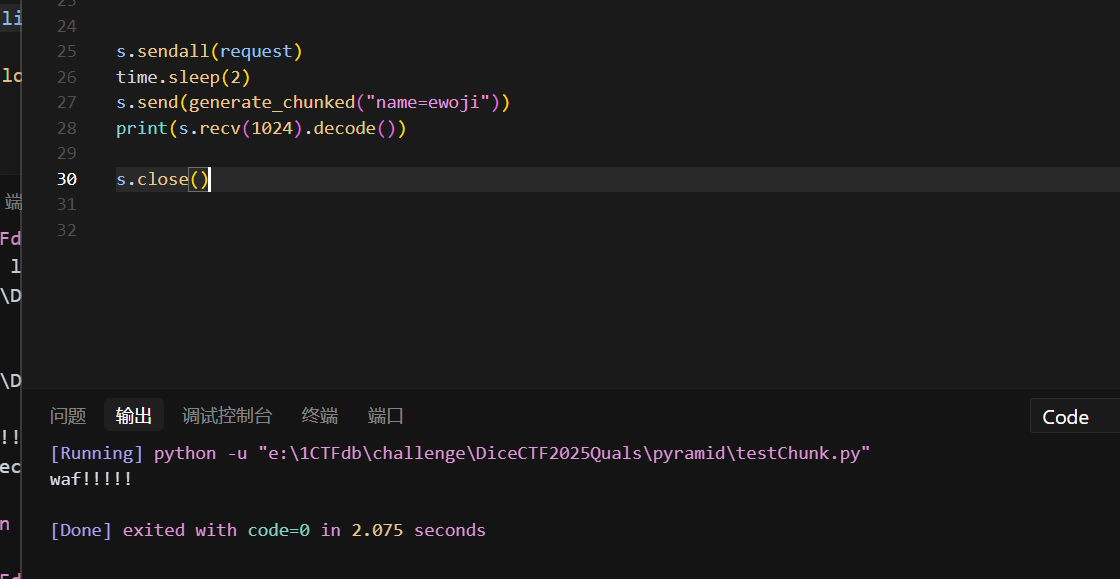 li
24
25 s.sendall(request)
lo
26 time.sleep(2)
27 s.send(generate_chunked("name=ewoji"))
28 print(s.recv(1024).decode())
29
30 s.close()
端
31
32
Fd
l
\D
\D
问题 输出 调试控制台 终端 端口 Code
!!
[Running] python -u "e:\1CTFdb\challenge\DiceCTF2025Quals\pyramid\testChunk.py"
ec
waf!!!!!
n
[Done] exited with code=0 in 2.075 seconds